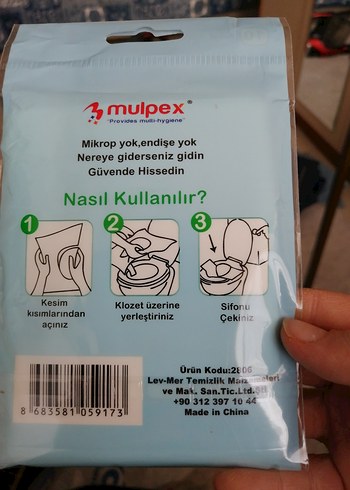 mulpex®
"Provides multi-hygiene"
Mikrop yok,endişe yok
Nereye giderseniz gidin
Güvende Hissedin
Nasıl Kullanılır?
1 2 3
Kesim
kısımlarından
açınız
Klozet üzerine
yerleştiriniz
Sifonu
Çekiniz
Ürün Kodu:2806
Lev-Mer Temizlik
ve Mak. San.Tic.Ltd.Şti
+90 312 397 10 44
Made in China
8 683581 059173